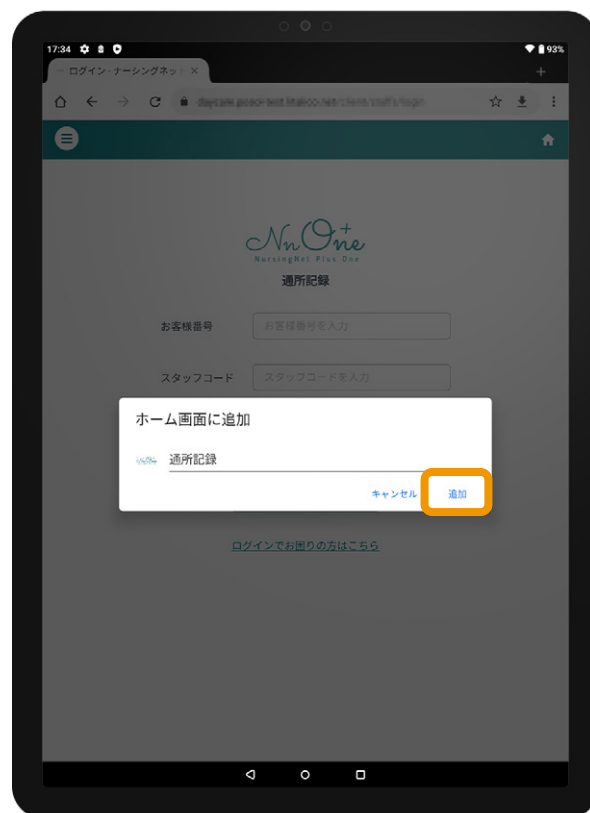 17:34
93%
ログイン - ナーシングネット
Nn One+
NursingNet Plus One
通所記録
お客様番号
お客様番号を入力
スタッフコード
スタッフコードを入力
ホーム画面に追加
通所記録
キャンセル
追加
ログインでお困りの方はこちら